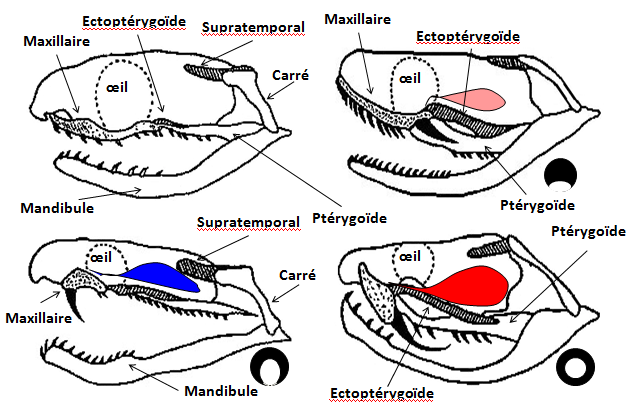 Ectoptérygoïde
Supratemporal
Maxillaire
œil
Carré
Mandibule
Ptérygoïde
Maxillaire
Ectoptérygoïde
œil
Ptérygoïde
Supratemporal
œil
Carré
Maxillaire
Mandibule
Ptérygoïde
œil
Ectoptérygoïde